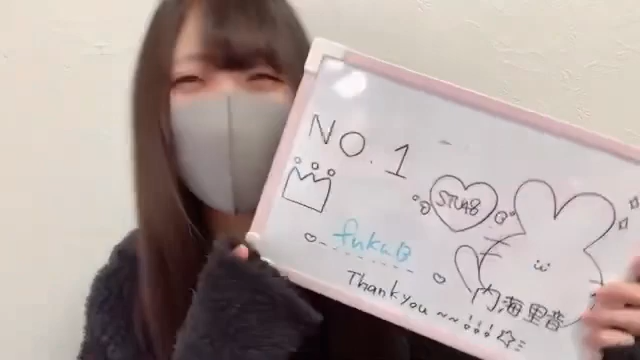 NO.1
STU48
fukuB
Thank you~~!!!☆
内海里音